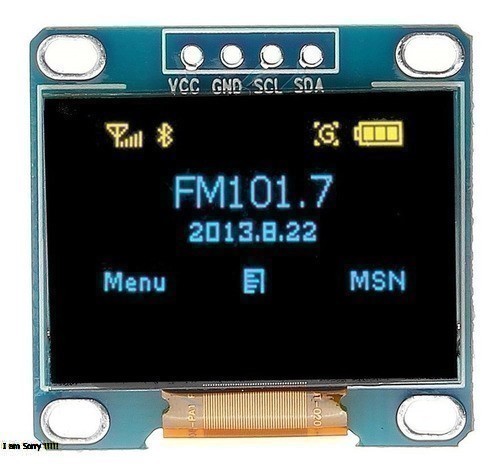 VCC GND SCL SDA
G
FM101.7
2013.8.22
Menu MSN
I am Sorry !!!!!